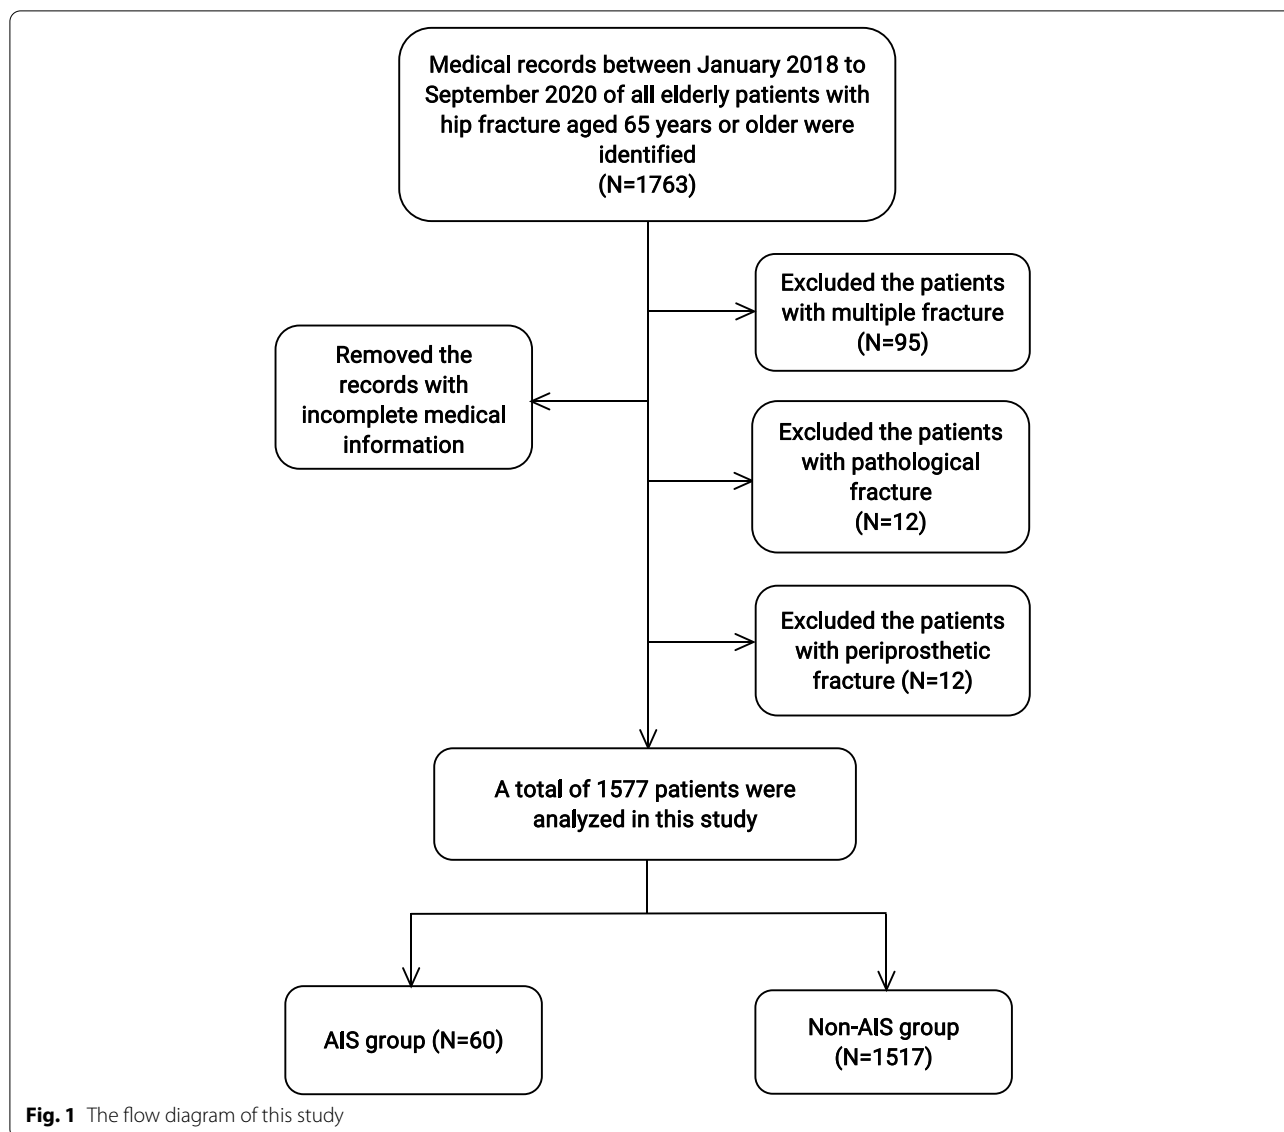 Medical records between January 2018 to
September 2020 of all elderly patients with
hip fracture aged 65 years or older were
identified
(N=1763)
Excluded the patients
with multiple fracture
(N=95)
Removed the
records with
incomplete medical
information
Excluded the patients
with pathological
fracture
(N=12)
Excluded the patients
with periprosthetic
fracture (N=12)
A total of 1577 patients were
analyzed in this study
AIS group (N=60)
Non-AIS group
(N=1517)
Fig. 1 The flow diagram of this study